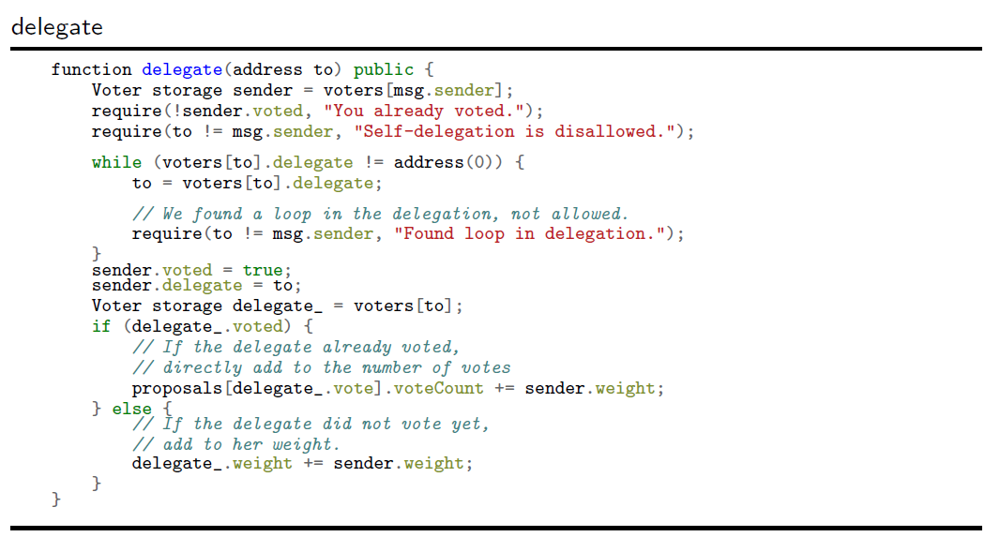 delegate
function delegate(address to) public {
    Voter storage sender = voters[msg.sender];
    require(!sender.voted, "You already voted.");
    require(to != msg.sender, "Self-delegation is disallowed.");
    while (voters[to].delegate != address(0)) {
        to = voters[to].delegate;
        // We found a loop in the delegation, not allowed.
        require(to != msg.sender, "Found loop in delegation.");
    }
    sender.voted = true;
    sender.delegate = to;
    Voter storage delegate_ = voters[to];
    if (delegate_.voted) {
        // If the delegate already voted,
        // directly add to the number of votes
        proposals[delegate_.vote].voteCount += sender.weight;
    } else {
        // If the delegate did not vote yet,
        // add to her weight.
        delegate_.weight += sender.weight;
    }
}